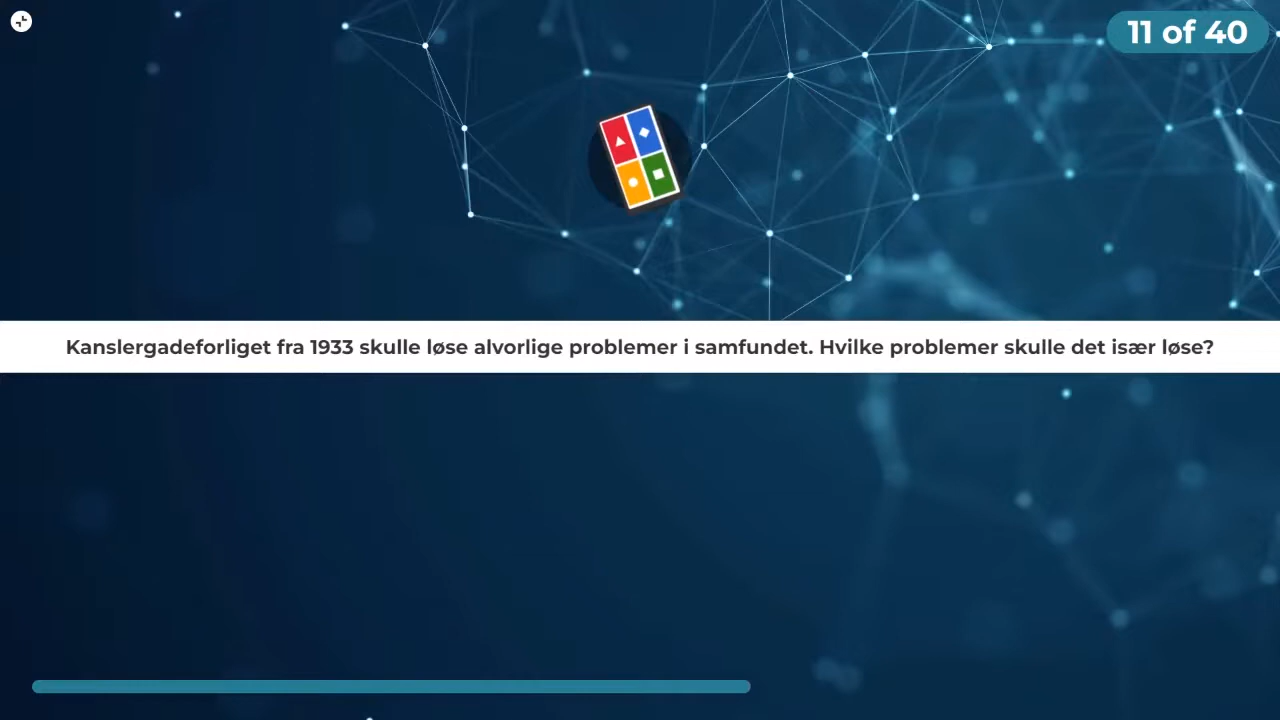 11 of 40
Kanslergadeforliget fra 1933 skulle løse alvorlige problemer i samfundet. Hvilke problemer skulle det især løse?